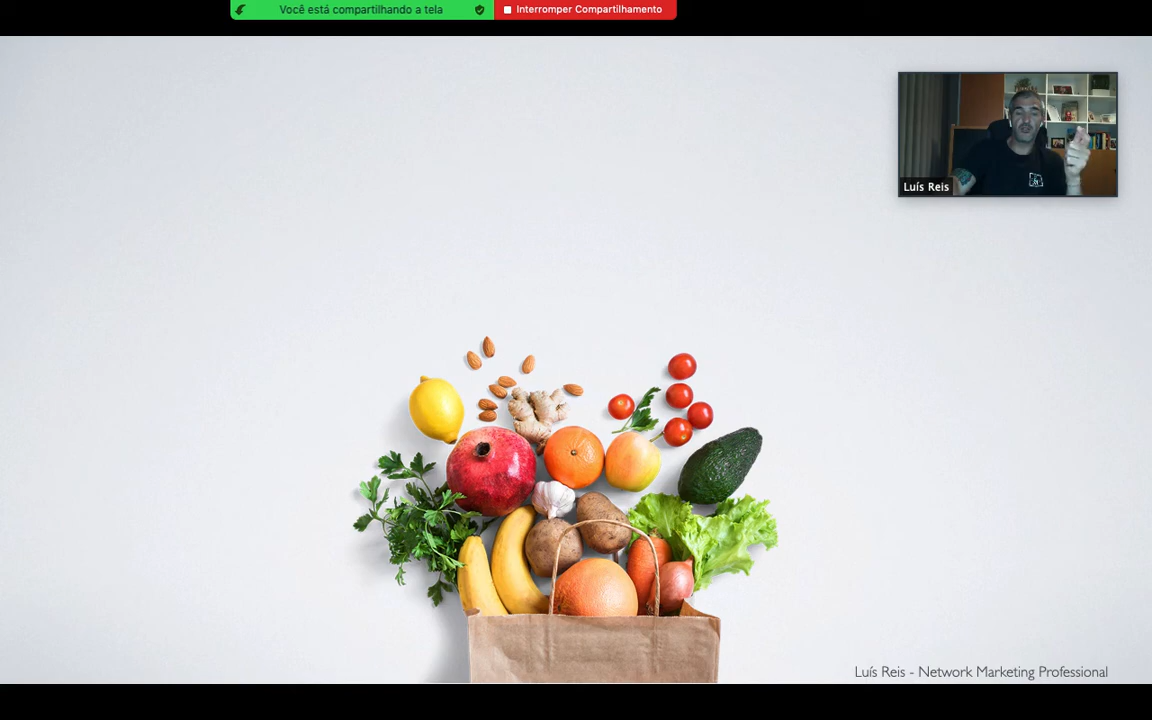 Você está compartilhando a tela
Interromper Compartilhamento
Luís Reis
Luís Reis - Network Marketing Professional